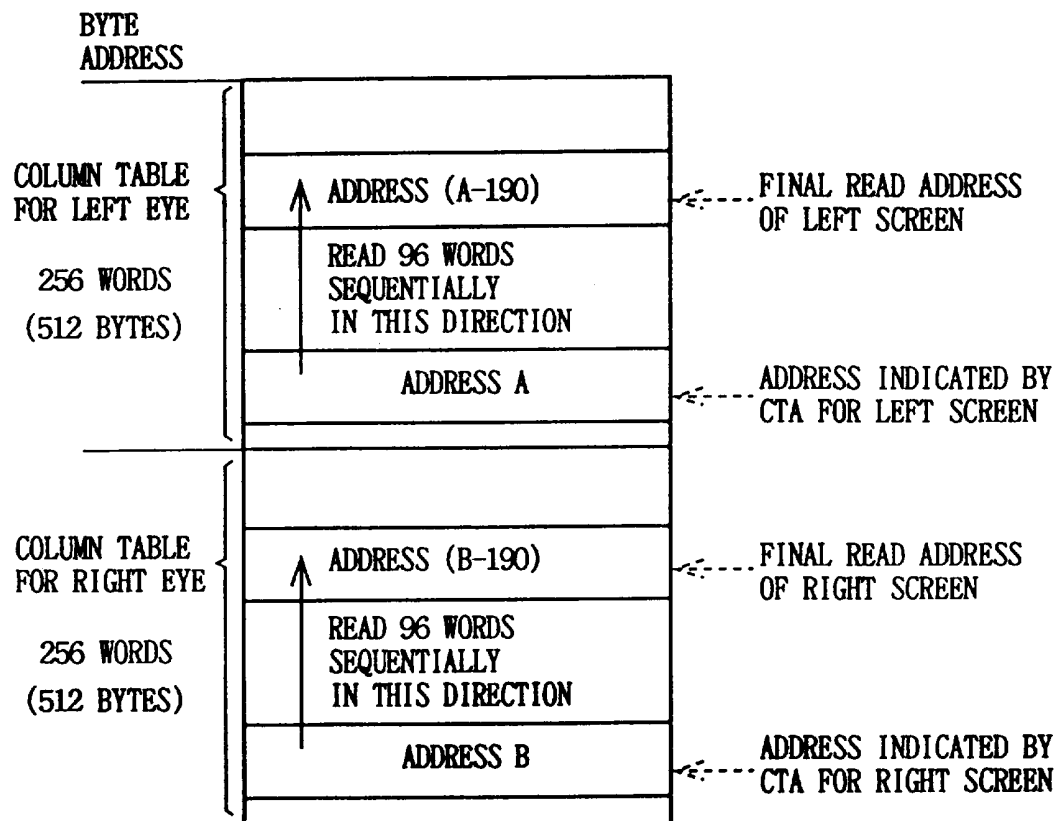 BYTE
ADDRESS
COLUMN TABLE
FOR LEFT EYE
256 WORDS
(512 BYTES)
ADDRESS (A-190)
READ 96 WORDS
SEQUENTIALLY
IN THIS DIRECTION
ADDRESS A
FINAL READ ADDRESS
OF LEFT SCREEN
ADDRESS INDICATED BY
CTA FOR LEFT SCREEN
COLUMN TABLE
FOR RIGHT EYE
256 WORDS
(512 BYTES)
ADDRESS (B-190)
READ 96 WORDS
SEQUENTIALLY
IN THIS DIRECTION
ADDRESS B
FINAL READ ADDRESS
OF RIGHT SCREEN
ADDRESS INDICATED BY
CTA FOR RIGHT SCREEN